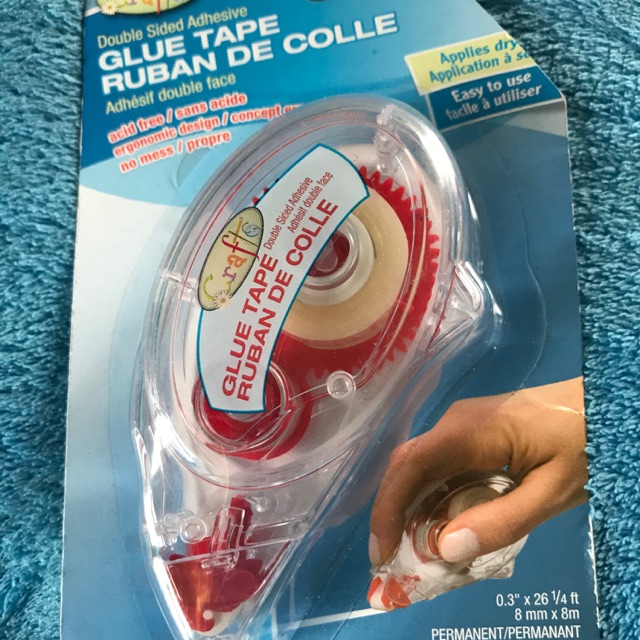 Crafts
Double Sided Adhesive
GLUE TAPE
RUBAN DE COLLE
Adhésif double face
acid free / sans acide
ergonomic design / concept
no mess / propre
Applies dry
Application à
Easy to use
facile à utiliser
Crafts
Double Sided Adhesive
Adhésif double face
GLUE TAPE
RUBAN DE COLLE
0.3" x 26 1/4 ft
8 mm x 8m
PERMANENT/PERMANANT